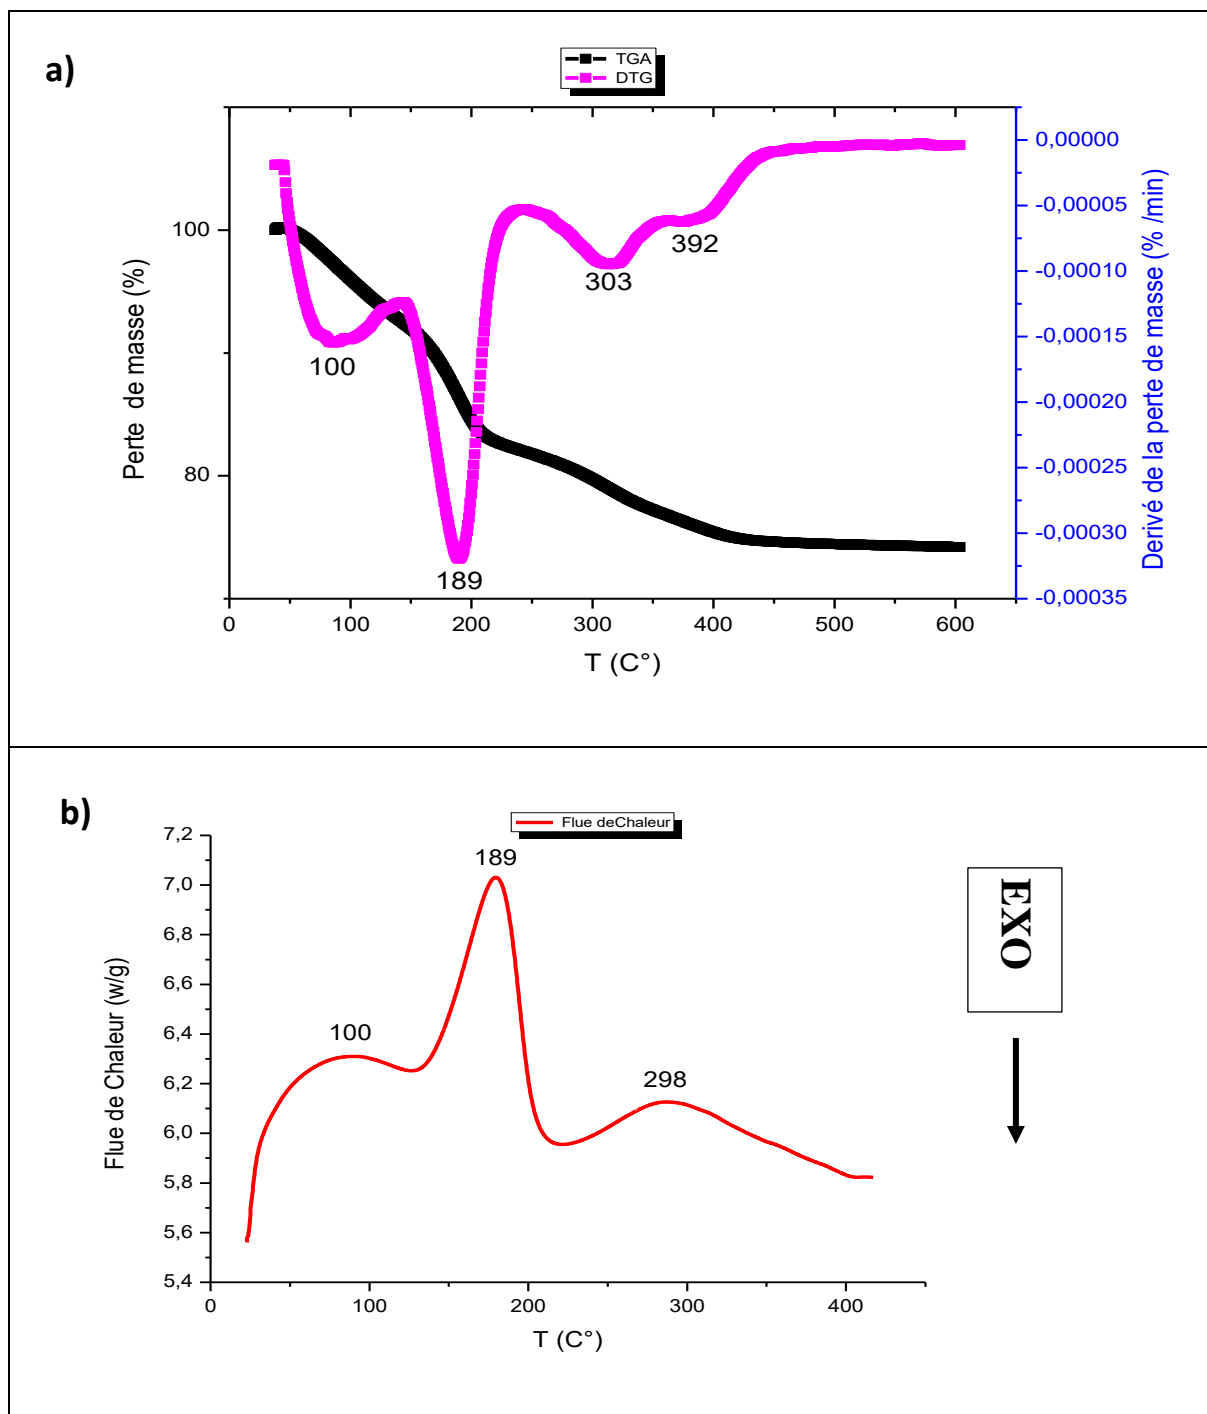 a)
TGA
DTG
Perte de masse (%)
100
80
0,00000
-0,00005
-0,00010
-0,00015
-0,00020
-0,00025
-0,00030
-0,00035
Derivé de la perte de masse (% /min)
100
189
303
392
0 100 200 300 400 500 600
T (C°)
b)
Flue deChaleur
Flue de Chaleur (w/g)
7,2
7,0
6,8
6,6
6,4
6,2
6,0
5,8
5,6
5,4
100
189
298
EXO
0 100 200 300 400
T (C°)